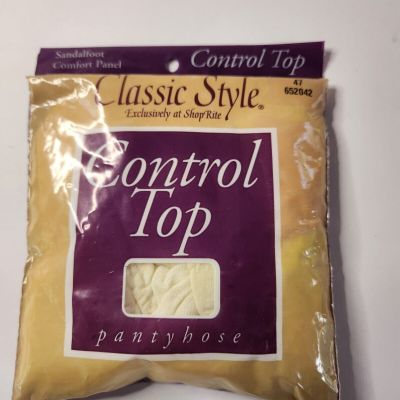 Sandalfoot
Comfort Panel
Control Top
Classic Style®
Exclusively at ShopRite
47
652042
Control
Top
pantyhose